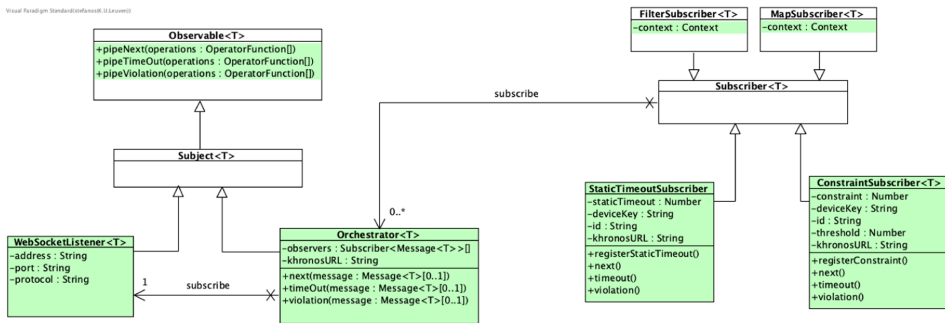 Visual Paradigm Standard(stefanos(K.U.Leuven))
Observable<T>
+pipeNext(operations : OperatorFunction[])
+pipeTimeOut(operations : OperatorFunction[])
+pipeViolation(operations : OperatorFunction[])
FilterSubscriber<T>
-context : Context
MapSubscriber<T>
-context : Context
Subscriber<T>
subscribe
Subject<T>
0..*
WebSocketListener<T>
-address : String
-port : String
-protocol : String
1
subscribe
Orchestrator<T>
-observers : Subscriber<Message<T>>[]
-khronosURL : String
+next(message : Message<T>[0..1])
+timeOut(message : Message<T>[0..1])
+violation(message : Message<T>[0..1])
StaticTimeoutSubscriber
-staticTimeout : Number
-deviceKey : String
-id : String
-khronosURL : String
+registerStaticTimeout()
+next()
+timeout()
+violation()
ConstraintSubscriber<T>
-constraint : Number
-deviceKey : String
-id : String
-threshold : Number
-khronosURL : String
+registerConstraint()
+next()
+timeout()
+violation()